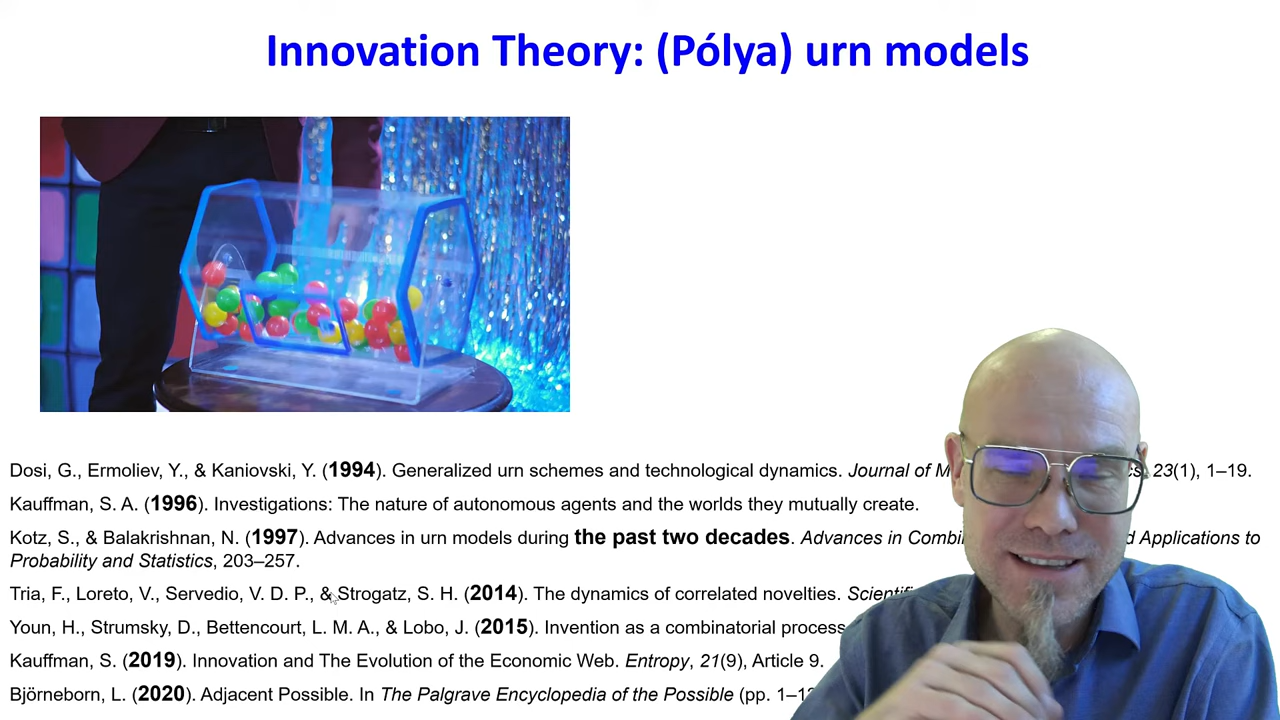 Innovation Theory: (Pólya) urn models
Dosi, G., Ermoliev, Y., & Kaniovski, Y. (1994). Generalized urn schemes and technological dynamics. Journal of 23(1), 1–19.
Kauffman, S. A. (1996). Investigations: The nature of autonomous agents and the worlds they mutually create.
Kotz, S., & Balakrishnan, N. (1997). Advances in urn models during the past two decades. Advances in Applications to
Probability and Statistics, 203–257.
Tria, F., Loreto, V., Servedio, V. D. P., & Strogatz, S. H. (2014). The dynamics of correlated novelties.
Youn, H., Strumsky, D., Bettencourt, L. M. A., & Lobo, J. (2015). Invention as a combinatorial process
Kauffman, S. (2019). Innovation and The Evolution of the Economic Web. Entropy, 21(9), Article 9.
Björneborn, L. (2020). Adjacent Possible. In The Palgrave Encyclopedia of the Possible (pp.